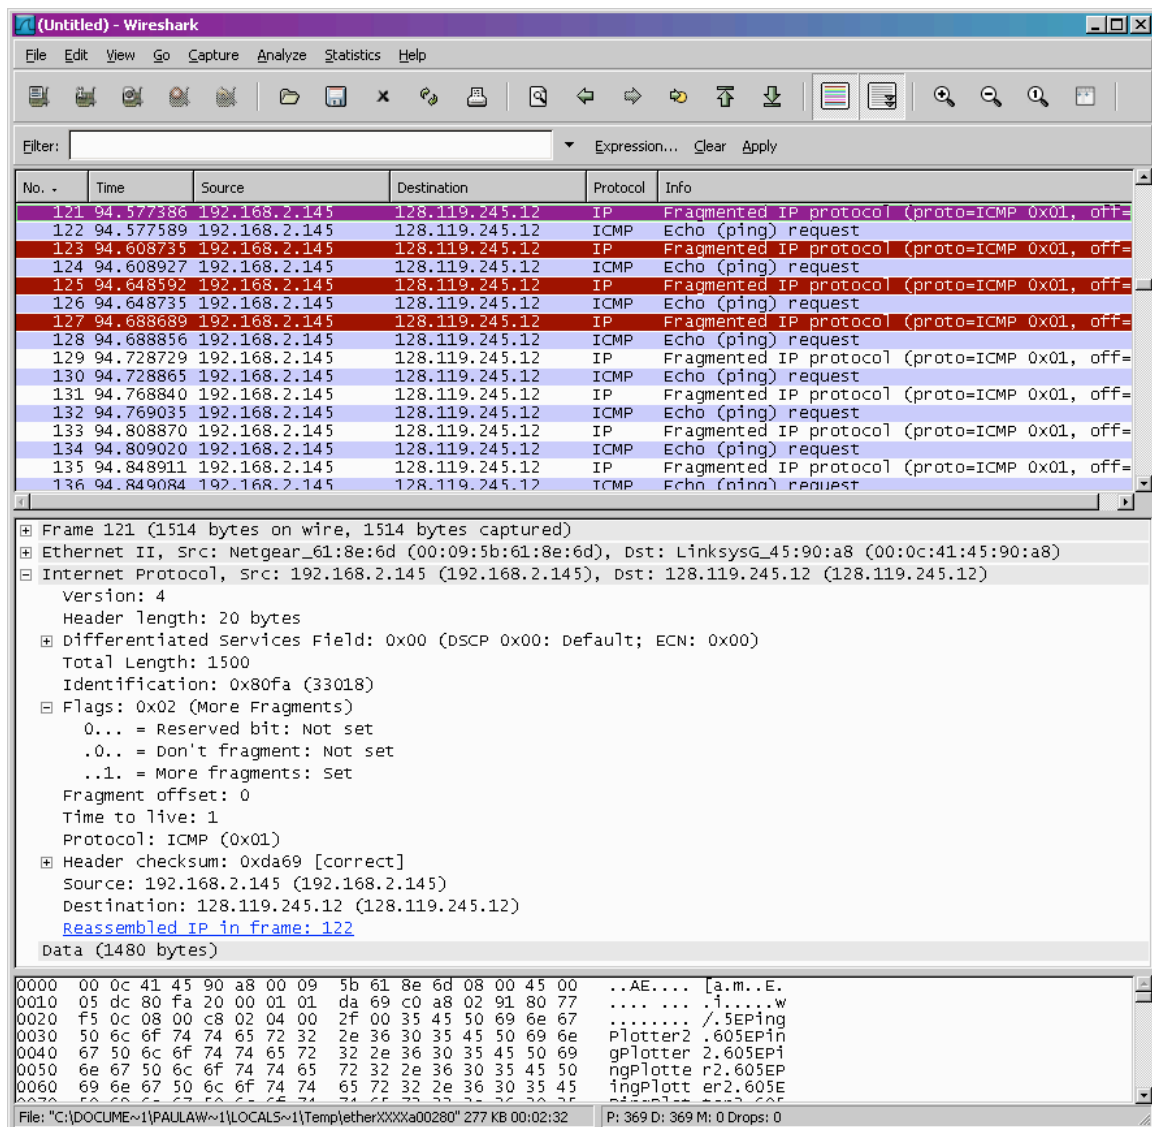 (Untitled) - Wireshark
File Edit View Go Capture Analyze Statistics Help
Filter: Expression... Clear Apply
No. - Time Source Destination Protocol Info
121 94.577386 192.168.2.145 128.119.245.12 IP Fragmented IP protocol (proto=ICMP 0x01, off=
122 94.577589 192.168.2.145 128.119.245.12 ICMP Echo (ping) request
123 94.608735 192.168.2.145 128.119.245.12 IP Fragmented IP protocol (proto=ICMP 0x01, off=
124 94.608927 192.168.2.145 128.119.245.12 ICMP Echo (ping) request
125 94.648592 192.168.2.145 128.119.245.12 IP Fragmented IP protocol (proto=ICMP 0x01, off=
126 94.648735 192.168.2.145 128.119.245.12 ICMP Echo (ping) request
127 94.688689 192.168.2.145 128.119.245.12 IP Fragmented IP protocol (proto=ICMP 0x01, off=
128 94.688856 192.168.2.145 128.119.245.12 ICMP Echo (ping) request
129 94.728729 192.168.2.145 128.119.245.12 IP Fragmented IP protocol (proto=ICMP 0x01, off=
130 94.728865 192.168.2.145 128.119.245.12 ICMP Echo (ping) request
131 94.768840 192.168.2.145 128.119.245.12 IP Fragmented IP protocol (proto=ICMP 0x01, off=
132 94.769035 192.168.2.145 128.119.245.12 ICMP Echo (ping) request
133 94.808870 192.168.2.145 128.119.245.12 IP Fragmented IP protocol (proto=ICMP 0x01, off=
134 94.809020 192.168.2.145 128.119.245.12 ICMP Echo (ping) request
135 94.848911 192.168.2.145 128.119.245.12 IP Fragmented IP protocol (proto=ICMP 0x01, off=
136 94.849084 192.168.2.145 128.119.245.12 ICMP Echo (ping) request
Frame 121 (1514 bytes on wire, 1514 bytes captured)
Ethernet II, Src: Netgear_61:8e:6d (00:09:5b:61:8e:6d), Dst: LinksysG_45:90:a8 (00:0c:41:45:90:a8)
Internet Protocol, Src: 192.168.2.145 (192.168.2.145), Dst: 128.119.245.12 (128.119.245.12)
Version: 4
Header length: 20 bytes
Differentiated Services Field: 0x00 (DSCP 0x00: Default; ECN: 0x00)
Total Length: 1500
Identification: 0x80fa (33018)
Flags: 0x02 (More Fragments)
0... = Reserved bit: Not set
.0.. = Don't fragment: Not set
..1. = More fragments: Set
Fragment offset: 0
Time to live: 1
Protocol: ICMP (0x01)
Header checksum: 0xda69 [correct]
Source: 192.168.2.145 (192.168.2.145)
Destination: 128.119.245.12 (128.119.245.12)
Reassembled IP in frame: 122
Data (1480 bytes)
0000 00 0c 41 45 90 a8 00 09 5b 61 8e 6d 08 00 45 00 ..AE.... [a.m..E.
0010 05 dc 80 fa 20 00 01 01 da 69 c0 a8 02 91 80 77 .... ... .i.....w
0020 f5 0c 08 00 c8 02 04 00 2f 00 35 45 50 69 6e 67 ........ /.5EPing
0030 50 6c 6f 74 74 65 72 32 2e 36 30 35 45 50 69 6e Plotter2 .605EPin
0040 67 50 6c 6f 74 74 65 72 32 2e 36 30 35 45 50 69 gPlotter 2.605EPi
0050 6e 67 50 6c 6f 74 74 65 72 32 2e 36 30 35 45 50 ngPlotte r2.605EP
0060 69 6e 67 50 6c 6f 74 74 65 72 32 2e 36 30 35 45 ingPlott er2.605E
File: "C:\DOCUME~1\PAULAW~1\LOCALS~1\Temp\etherXXXXa00280" 277 KB 00:02:32 P: 369 D: 369 M: 0 Drops: 0